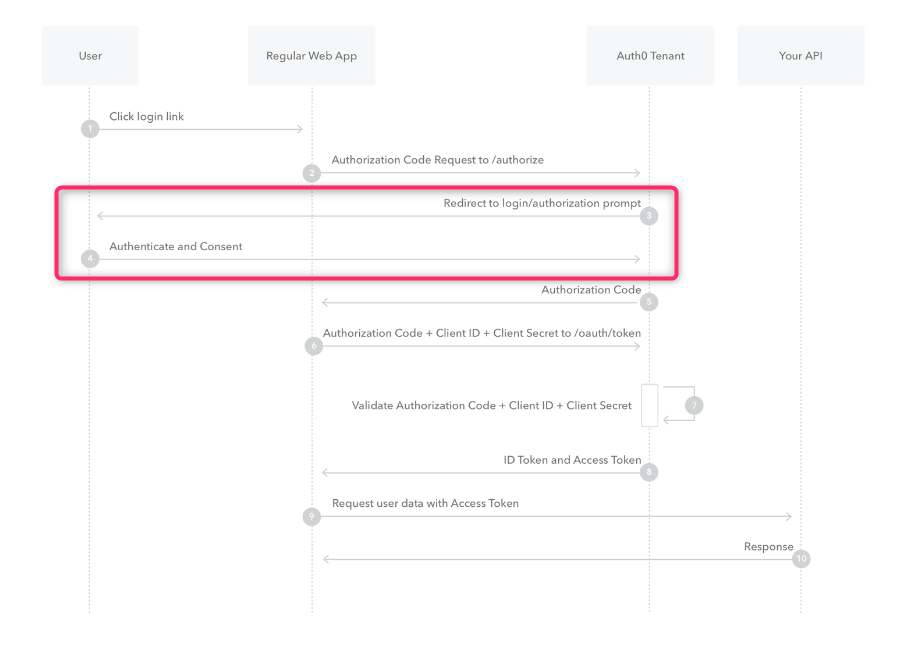 User
Regular Web App
Auth0 Tenant
Your API
Click login link
1
Authorization Code Request to /authorize
2
Redirect to login/authorization prompt
3
Authenticate and Consent
4
Authorization Code
5
Authorization Code + Client ID + Client Secret to /oauth/token
6
Validate Authorization Code + Client ID + Client Secret
7
ID Token and Access Token
8
Request user data with Access Token
9
Response
10